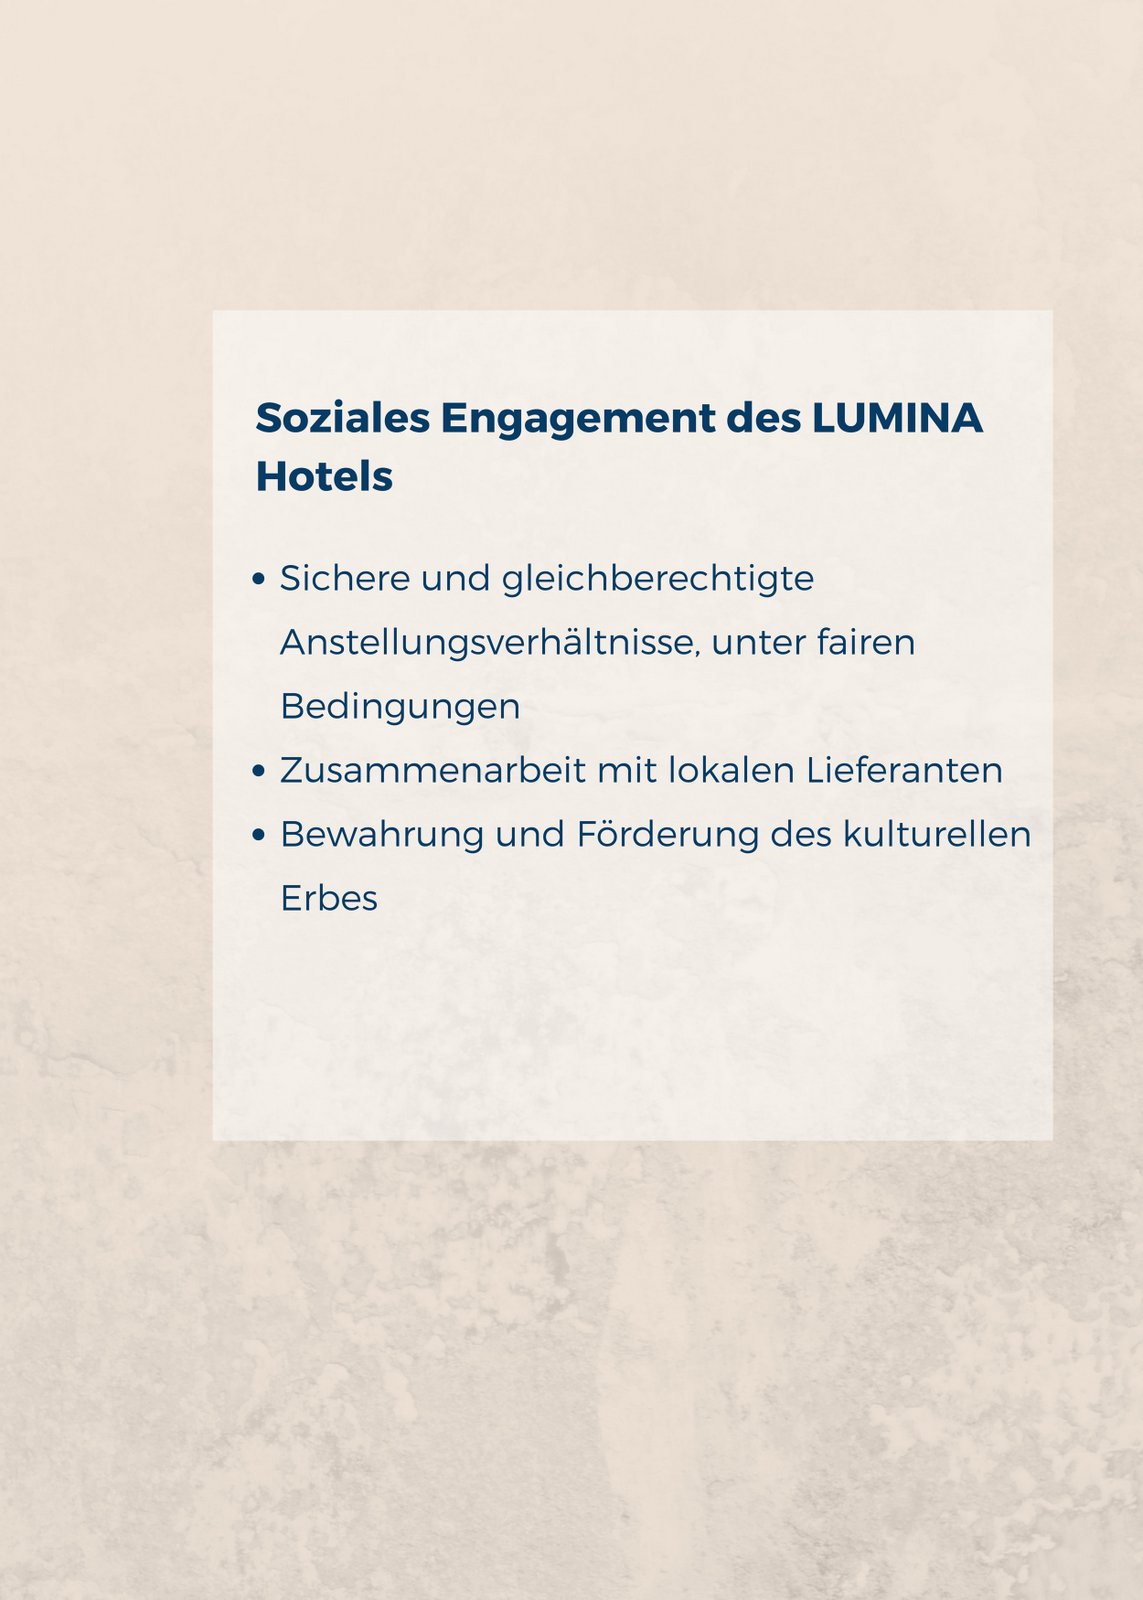 Soziales Engagement des LUMINA
Hotels
• Sichere und gleichberechtigte
Anstellungsverhältnisse, unter fairen
Bedingungen
• Zusammenarbeit mit lokalen Lieferanten
• Bewahrung und Förderung des kulturellen
Erbes